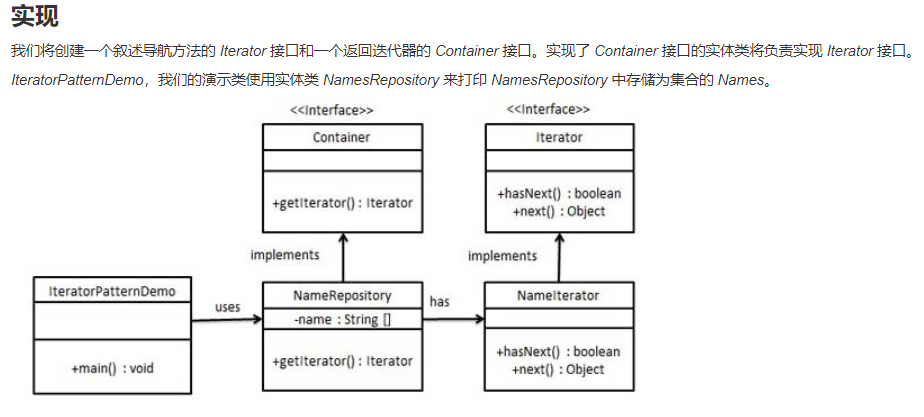 实现
我们将创建一个叙述导航方法的 Iterator 接口和一个返回迭代器的 Container 接口。实现了 Container 接口的实体类将负责实现 Iterator 接口。
IteratorPatternDemo，我们的演示类使用实体类 NamesRepository 来打印 NamesRepository 中存储为集合的 Names。
<<Interface>>
Container
+getIterator() : Iterator
<<Interface>>
Iterator
+hasNext() : boolean
+next() : Object
implements
implements
IteratorPatternDemo
+main() : void
uses
NameRepository
-name : String []
+getIterator() : Iterator
has
NameIterator
+hasNext() : boolean
+next() : Object